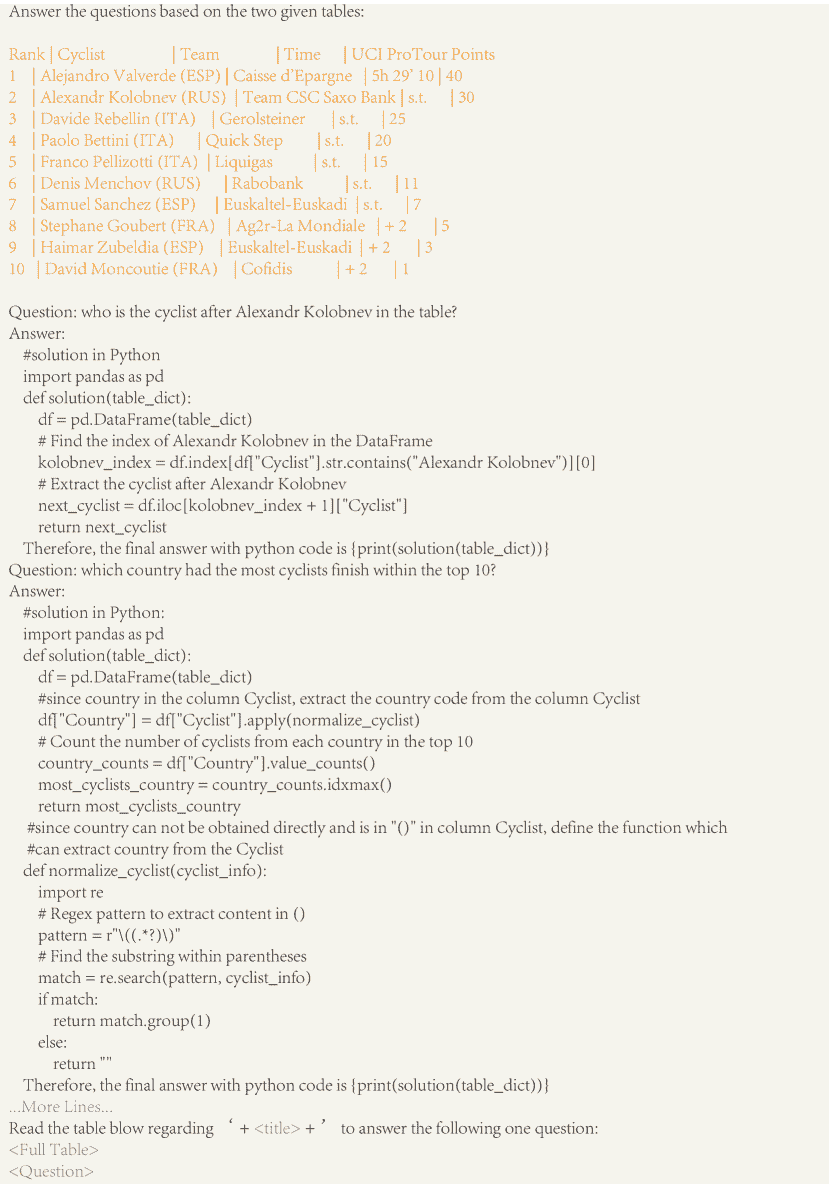 Answer the questions based on the two given tables:
Rank | Cyclist | Team | Time | UCI ProTour Points
1 | Alejandro Valverde (ESP) | Caisse d'Epargne | 5h 29' 10 | 40
2 | Alexandr Kolobnev (RUS) | Team CSC Saxo Bank | s.t. | 30
3 | Davide Rebellin (ITA) | Gerolsteiner | s.t. | 25
4 | Paolo Bettini (ITA) | Quick Step | s.t. | 20
5 | Franco Pellizotti (ITA) | Liquigas | s.t. | 15
6 | Denis Menchov (RUS) | Rabobank | s.t. | 11
7 | Samuel Sanchez (ESP) | Euskaltel-Euskadi | s.t. | 7
8 | Stephane Goubert (FRA) | Ag2r-La Mondiale | + 2 | 5
9 | Haimar Zubeldia (ESP) | Euskaltel-Euskadi | + 2 | 3
10 | David Moncoutie (FRA) | Cofidis | + 2 | 1
Question: who is the cyclist after Alexandr Kolobnev in the table?
Answer:
#solution in Python
import pandas as pd
def solution(table_dict):
df = pd.DataFrame(table_dict)
# Find the index of Alexandr Kolobnev in the DataFrame
kolobnev_index = df.index[df["Cyclist"].str.contains("Alexandr Kolobnev")][0]
# Extract the cyclist after Alexandr Kolobnev
next_cyclist = df.iloc[kolobnev_index + 1]["Cyclist"]
return next_cyclist
Therefore, the final answer with python code is {print(solution(table_dict))}
Question: which country had the most cyclists finish within the top 10?
Answer:
#solution in Python:
import pandas as pd
def solution(table_dict):
df = pd.DataFrame(table_dict)
#since country in the column Cyclist, extract the country code from the column Cyclist
df["Country"] = df["Cyclist"].apply(normalize_cyclist)
# Count the number of cyclists from each country in the top 10
country_counts = df["Country"].value_counts()
most_cyclists_country = country_counts.idxmax()
return most_cyclists_country
#since country can not be obtained directly and is in "()" in column Cyclist, define the function which
#can extract country from the Cyclist
def normalize_cyclist(cyclist_info):
import re
# Regex pattern to extract content in ()
pattern = r"\((.*?)\)"
# Find the substring within parentheses
match = re.search(pattern, cyclist_info)
if match:
return match.group(1)
else:
return ""
Therefore, the final answer with python code is {print(solution(table_dict))}
...More Lines...
Read the table blow regarding ‘ + <title> + ’ to answer the following one question:
<Full Table>
<Question>